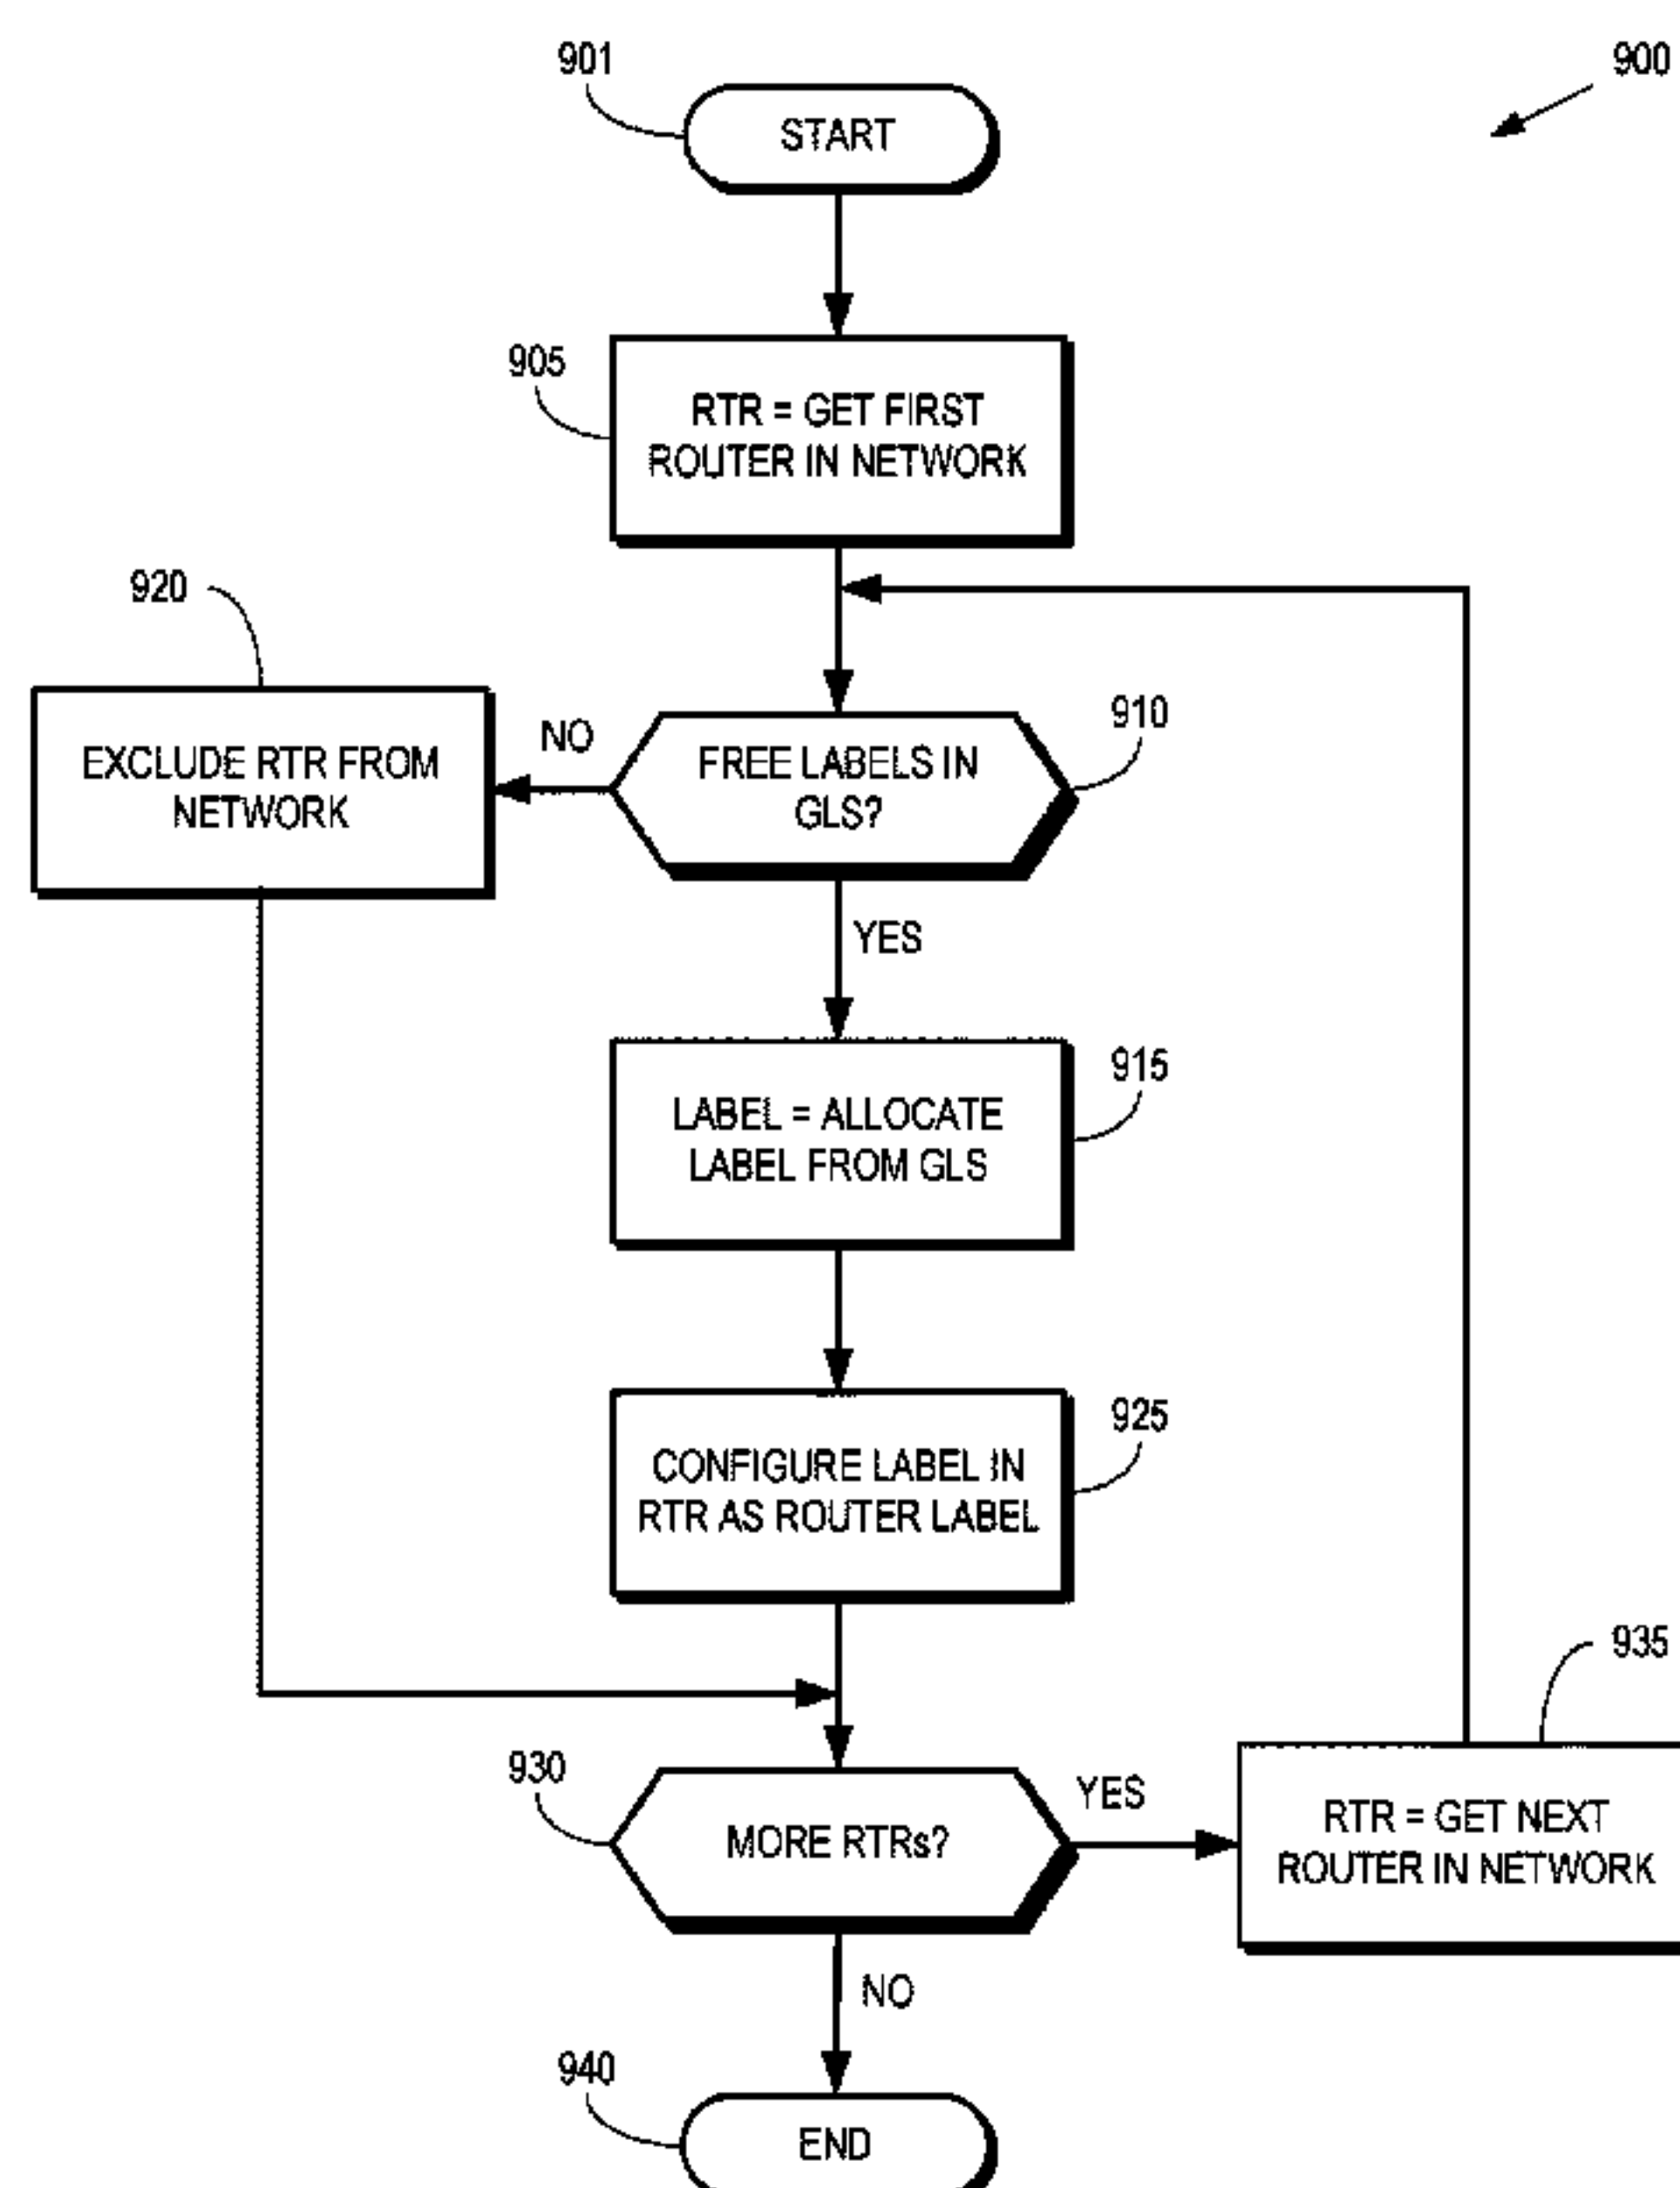 901
900
START
905
RTR = GET FIRST
ROUTER IN NETWORK
920
910
EXCLUDE RTR FROM
NETWORK
NO
FREE LABELS IN
GLS?
YES
915
LABEL = ALLOCATE
LABEL FROM GLS
925
CONFIGURE LABEL IN
RTR AS ROUTER LABEL
935
930
MORE RTRs?
YES
RTR = GET NEXT
ROUTER IN NETWORK
NO
940
END